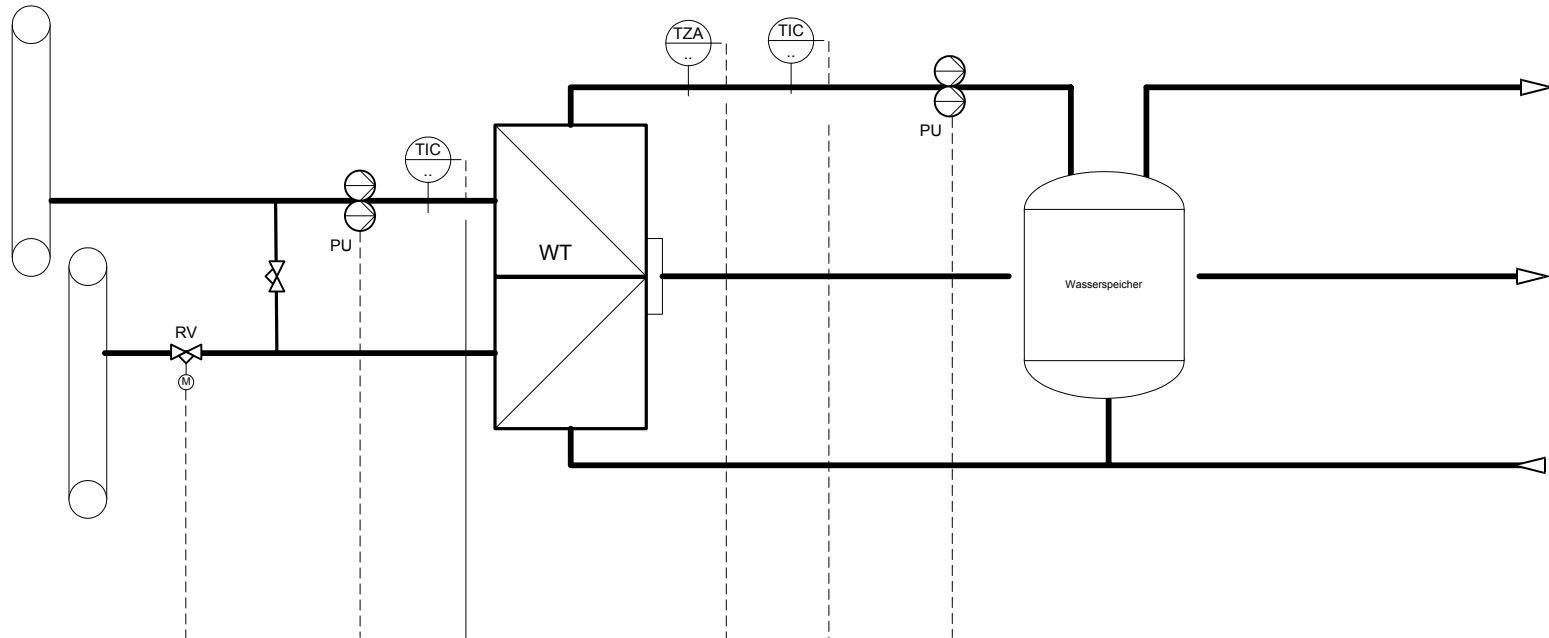 TZA
..
TIC
..
PU
TIC
..
PU
WT
Wasserspeicher
RV
M